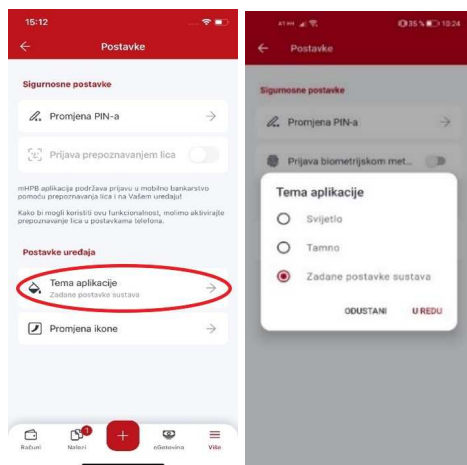 15:12
Postavke
Sigurnosne postavke
Promjena PIN-a
Prijava prepoznavanjem lica
mHPB aplikacija podržava prijavu u mobilno bankarstvo
pomoću prepoznavanja lica i na Vašem uređaju!
Kako bi mogli koristiti ovu funkcionalnost, molimo aktivirajte
prepoznavanje lica u postavkama telefona.
Postavke uređaja
Tema aplikacije
Zadane postavke sustava
Promjena ikone
1
Računi
Nalozi
eGotovina
Više
35 % 10:24
Postavke
Sigurnosne postavke
Promjena PIN-a
Prijava biometrijskom met...
Tema aplikacije
Svijetlo
Tamno
Zadane postavke sustava
ODUSTANI U REDU